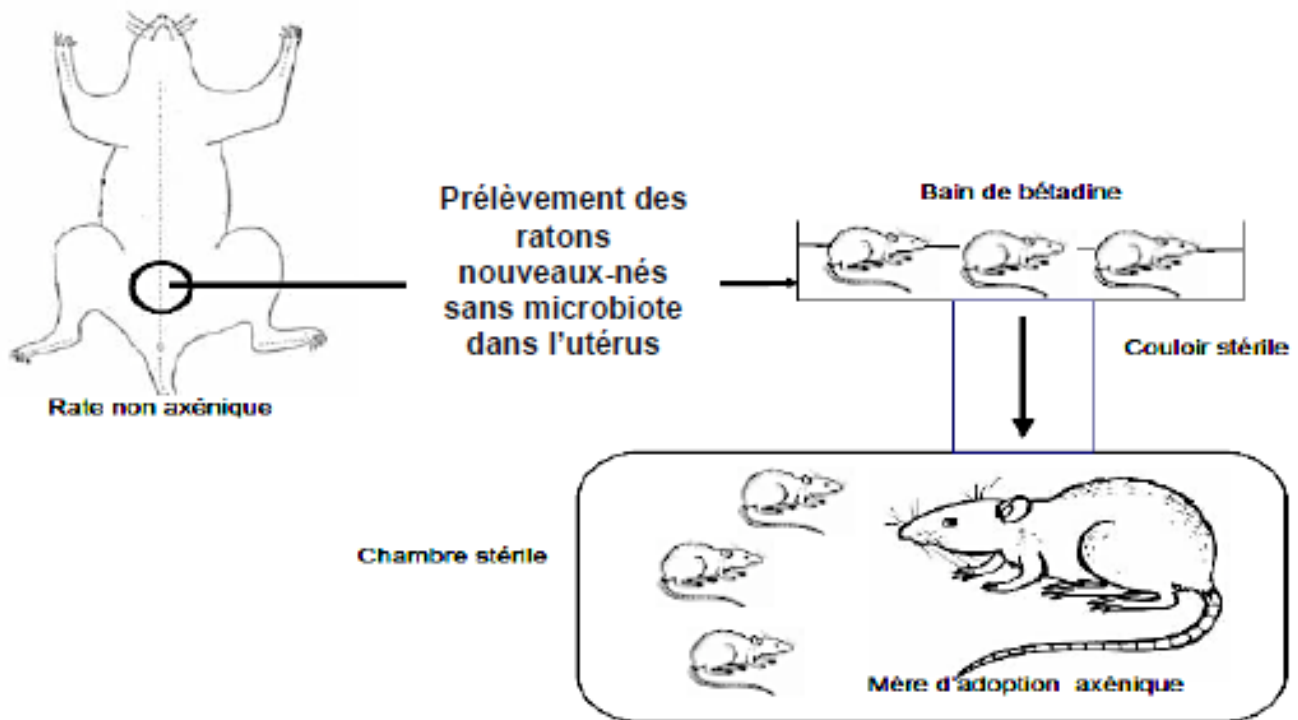 Rate non axénique
Prélèvement des
ratons
nouveaux-nés
sans microbiote
dans l'utérus
Bain de bétadine
Couloir stérile
Chambre stérile
Mère d'adoption axénique